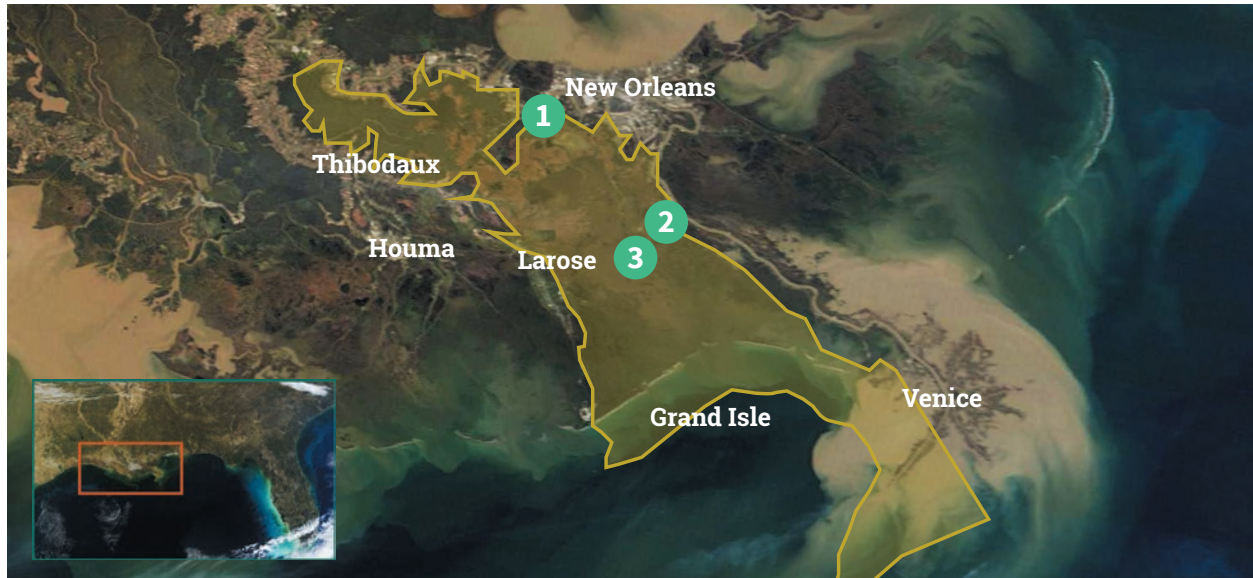 New Orleans
1
Thibodaux
2
Houma
Larose
3
Venice
Grand Isle